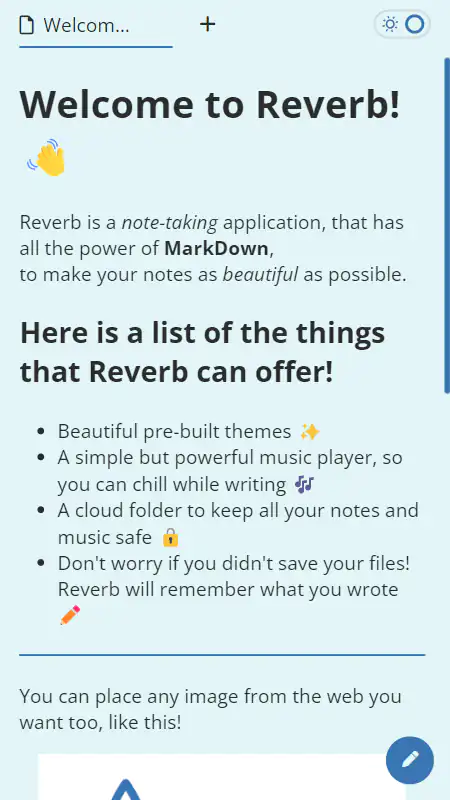 Welcom...
Welcome to Reverb!
👋
Reverb is a note-taking application, that has
all the power of MarkDown,
to make your notes as beautiful as possible.
Here is a list of the things
that Reverb can offer!
Beautiful pre-built themes ✨
A simple but powerful music player, so
you can chill while writing 🎶
A cloud folder to keep all your notes and
music safe 🔒
Don't worry if you didn't save your files!
Reverb will remember what you wrote
✏️
You can place any image from the web you
want too, like this!